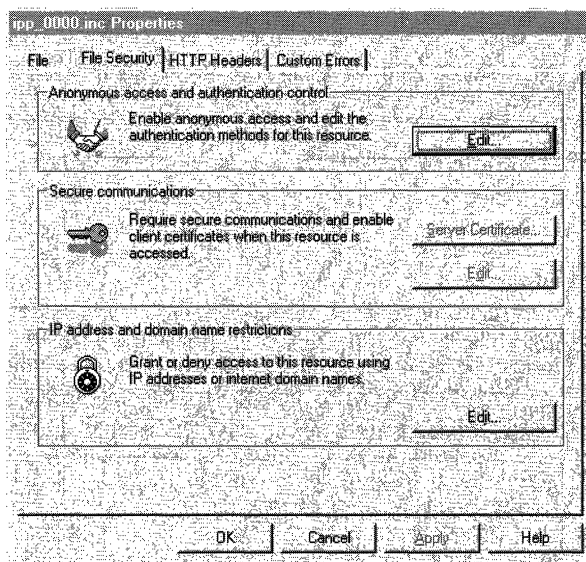 ipp_0000.inc Properties
File File Security HTTP Headers Custom Errors
Anonymous access and authentication control
Enable anonymous access and edit the
authentication methods for this resource.
Edit...
Secure communications
Require secure communications and enable
client certificates when this resource is
accessed.
Server Certificate...
Edit...
IP address and domain name restrictions
Grant or deny access to this resource using
IP addresses or internet domain names.
Edit...
OK Cancel Apply Help